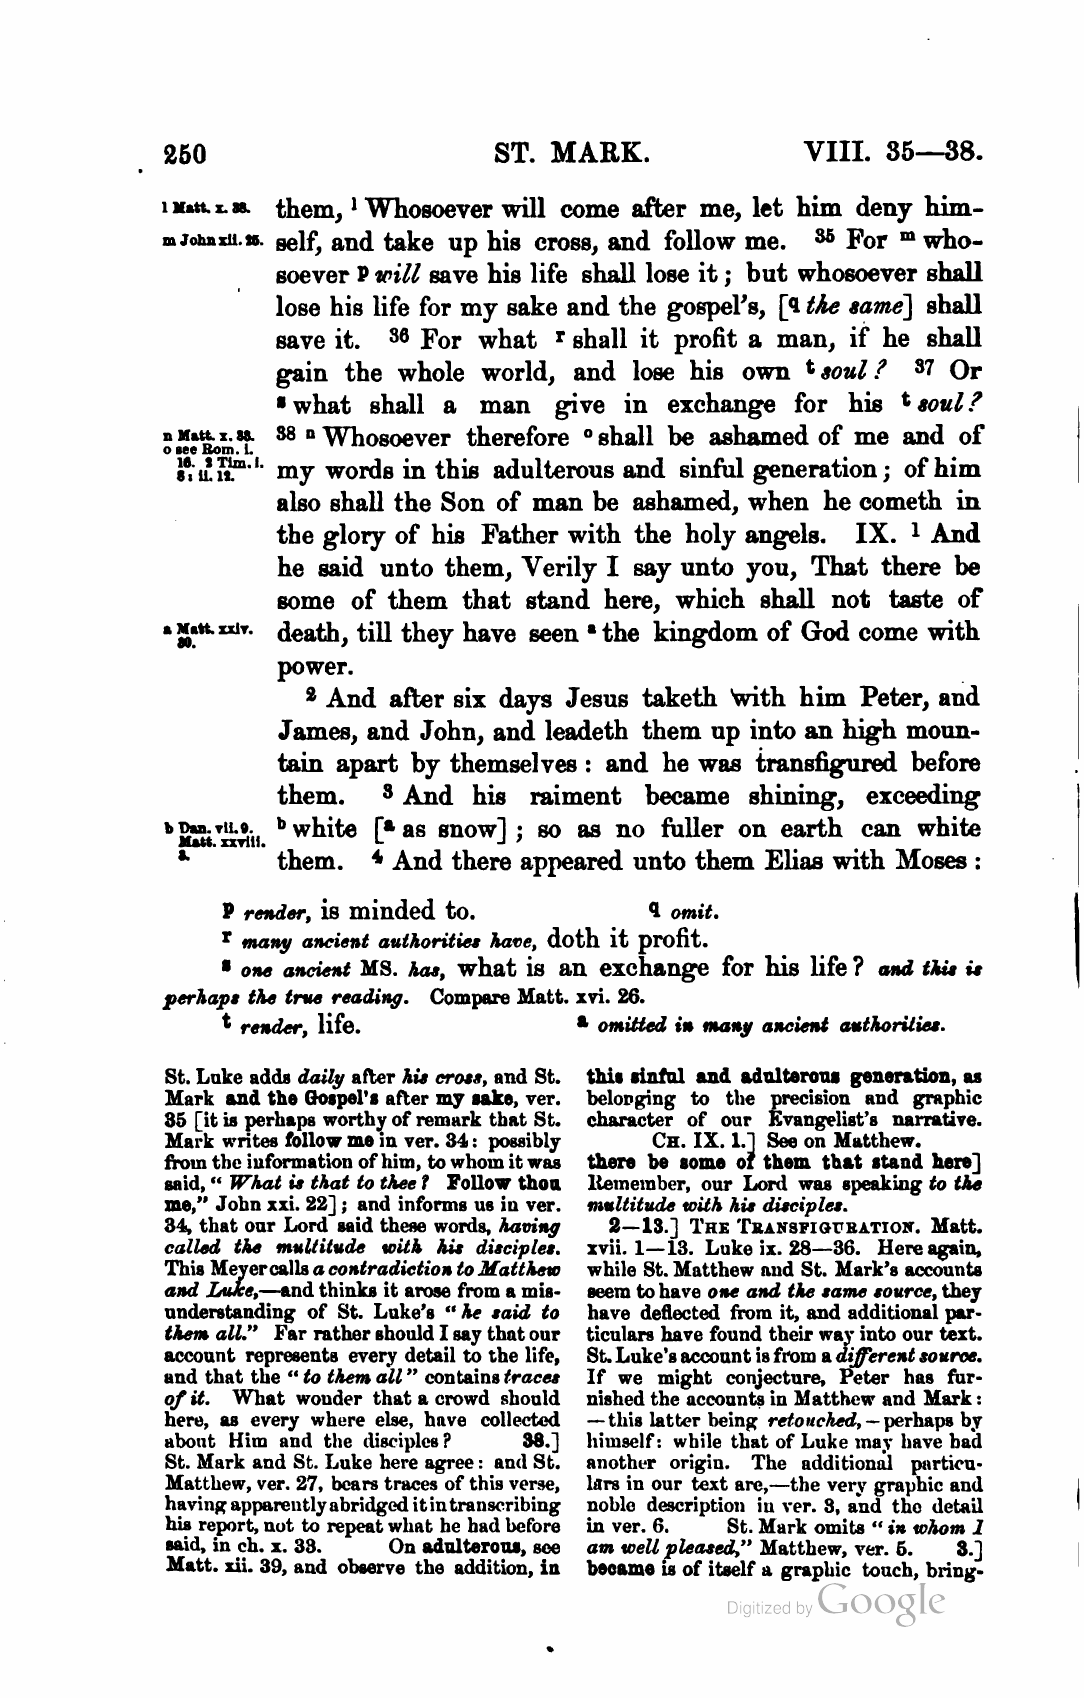 250 ST. MARK. VIII. 35—38.
l Matt. x. 38. them, l Whosoever will come after me, let him deny him-
m John xii. 25. self, and take up his cross, and follow me. 35 For m who-
soever p will save his life shall lose it ; but whosoever shall
lose his life for my sake and the gospel's, [q the same] shall
save it. 36 For what r shall it profit a man, if he shall
gain the whole world, and lose his own t soul ? 37 Or
s what shall a man give in exchange for his t soul ?
n Matt. x. 33. 38 n Whosoever therefore o shall be ashamed of me and of
o see Rom. i.
16. 2 Tim. i.
8 ; ii. 12.
my words in this adulterous and sinful generation ; of him
also shall the Son of man be ashamed, when he cometh in
the glory of his Father with the holy angels. IX. 1 And
he said unto them, Verily I say unto you, That there be
some of them that stand here, which shall not taste of
a Matt. xxiv.
30.
death, till they have seen a the kingdom of God come with
power.
2 And after six days Jesus taketh with him Peter, and
James, and John, and leadeth them up into an high moun-
tain apart by themselves : and he was transfigured before
them. 3 And his raiment became shining, exceeding
b Dan. vii. 9.
Matt. xxviii.
3.
b white [a as snow] ; so as no fuller on earth can white
them. 4 And there appeared unto them Elias with Moses :
p render, is minded to. q omit.
r many ancient authorities have, doth it profit.
s one ancient MS. has, what is an exchange for his life ? and this is
perhaps the true reading. Compare Matt. xvi. 26.
t render, life. a omitted in many ancient authorities.
St. Luke adds daily after his cross, and St.
Mark and the Gospel's after my sake, ver.
35 [it is perhaps worthy of remark that St.
Mark writes follow me in ver. 34 : possibly
from the information of him, to whom it was
said, “ What is that to thee ? Follow thou
me,” John xxi. 22] ; and informs us in ver.
34, that our Lord said these words, having
called the multitude with his disciples.
This Meyer calls a contradiction to Matthew
and Luke,—and thinks it arose from a mis-
understanding of St. Luke's “ he said to
them all.” Far rather should I say that our
account represents every detail to the life,
and that the “ to them all ” contains traces
of it. What wonder that a crowd should
here, as every where else, have collected
about Him and the disciples ? 38.]
St. Mark and St. Luke here agree : and St.
Matthew, ver. 27, bears traces of this verse,
having apparently abridged it in transcribing
his report, not to repeat what he had before
said, in ch. x. 33. On adulterous, see
Matt. xii. 39, and observe the addition, in
this sinful and adulterous generation, as
belonging to the precision and graphic
character of our Evangelist's narrative.
CH. IX. 1.] See on Matthew.
there be some of them that stand here]
Remember, our Lord was speaking to the
multitude with his disciples.
2—13.] THE TRANSFIGURATION. Matt.
xvii. 1—13. Luke ix. 28—36. Here again,
while St. Matthew and St. Mark's accounts
seem to have one and the same source, they
have deflected from it, and additional par-
ticulars have found their way into our text.
St. Luke's account is from a different source.
If we might conjecture, Peter has fur-
nished the accounts in Matthew and Mark :
—this latter being retouched,—perhaps by
himself : while that of Luke may have had
another origin. The additional particu-
lars in our text are,—the very graphic and
noble description in ver. 3, and the detail
in ver. 6. St. Mark omits “ in whom I
am well pleased,” Matthew, ver. 5. 3.]
became is of itself a graphic touch, bring-
Digitized by Google